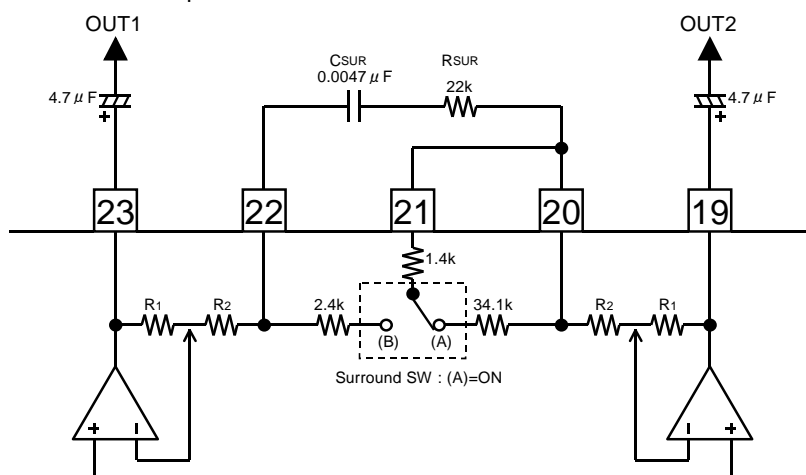 OUT1 OUT2
CSUR RSUR
0.0047μF 22k
4.7μF 4.7μF
+ +
23 22 21 20 19
1.4k
R1 R2 2.4k 34.1k R2 R1
(B) (A)
Surround SW : (A)=ON
+ - - +